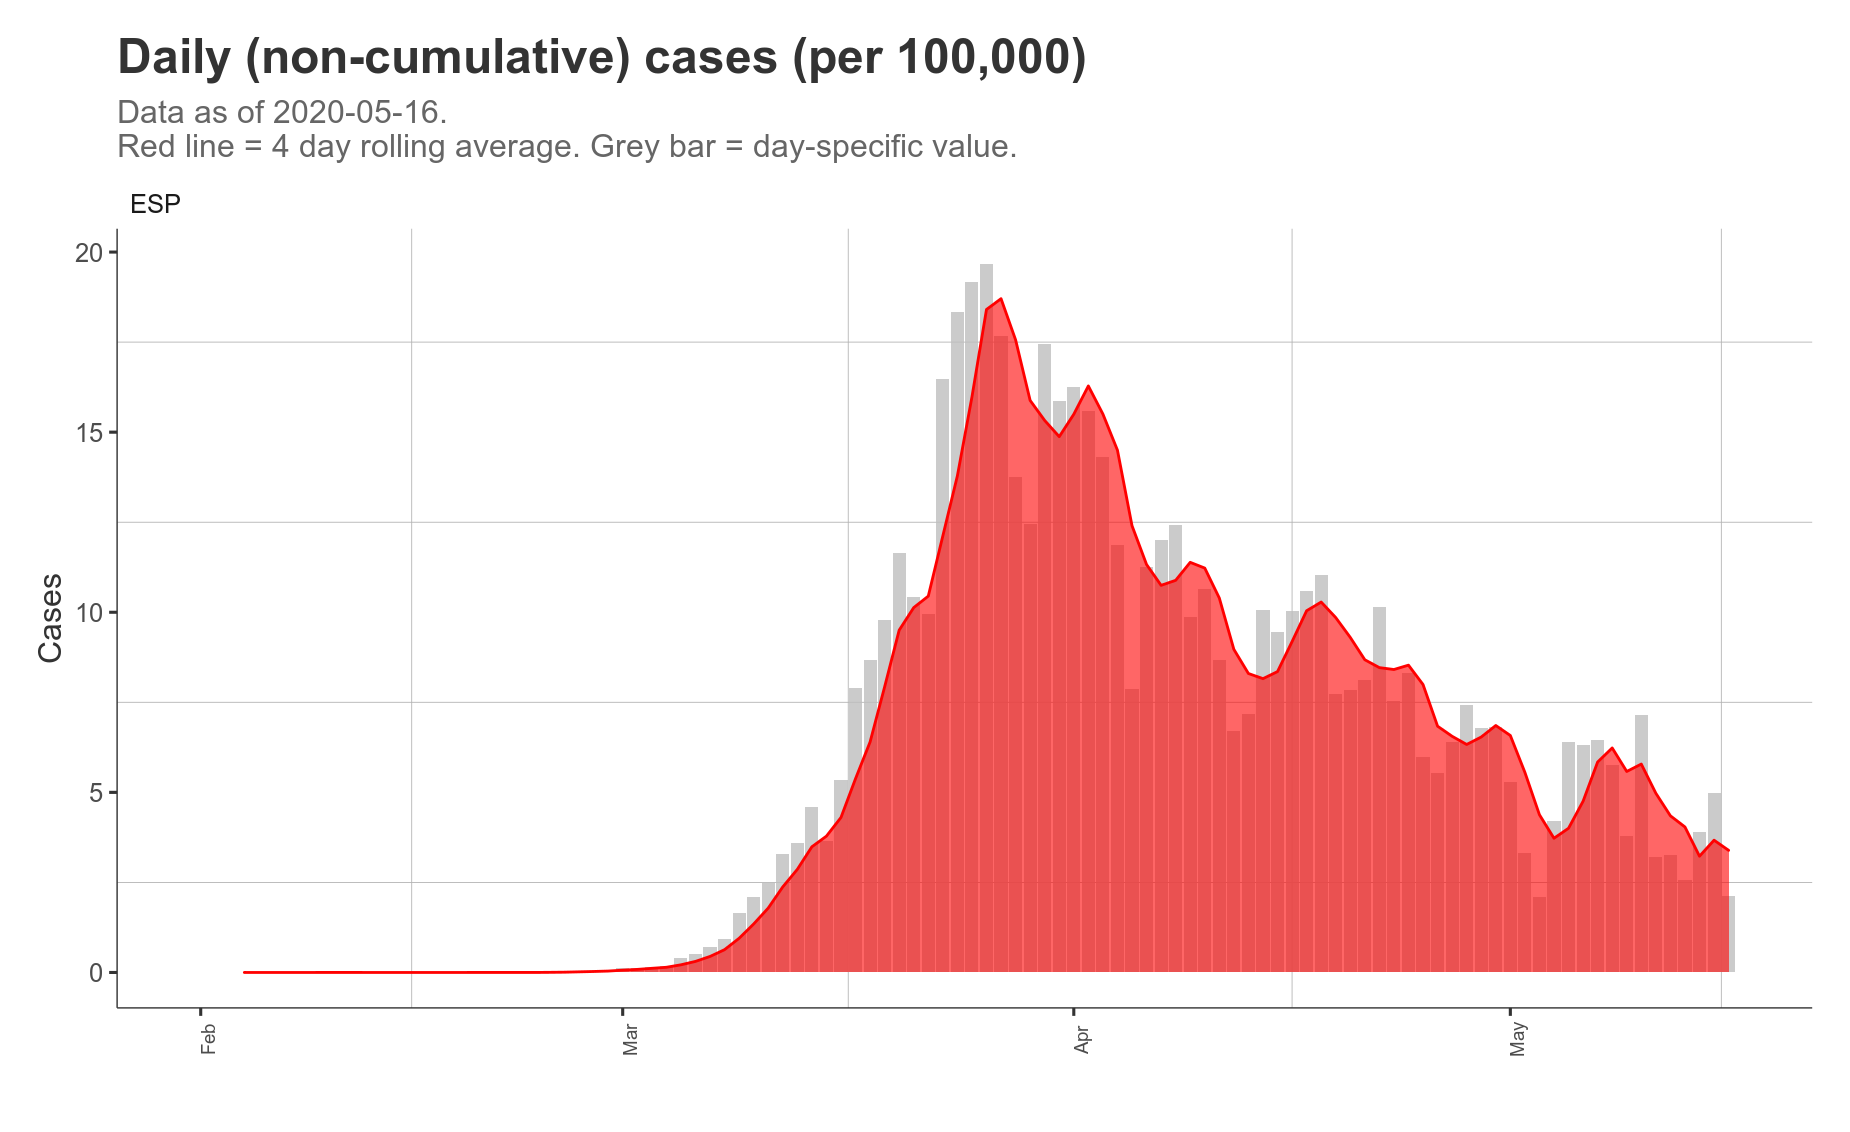 Daily (non-cumulative) cases (per 100,000)
Data as of 2020-05-16.
Red line = 4 day rolling average. Grey bar = day-specific value.
ESP
20
15
10
5
0
Cases
Feb
Mar
Apr
May